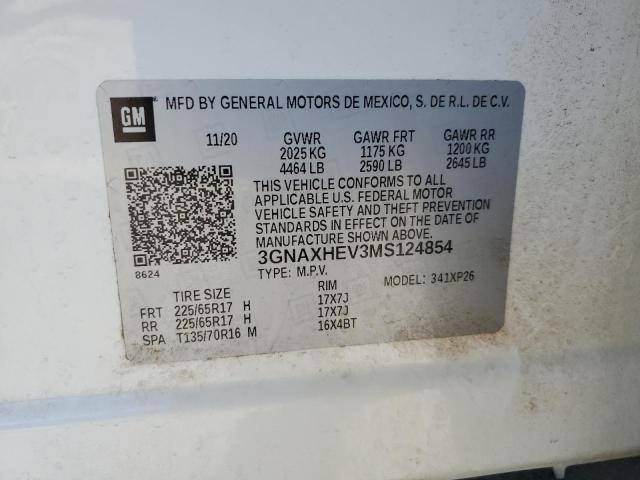 GM
MFD BY GENERAL MOTORS DE MEXICO, S. DE R.L. DE C.V.
11/20 GVWR GAWR FRT GAWR RR
2025 KG 1175 KG 1200 KG
4464 LB 2590 LB 2645 LB
THIS VEHICLE CONFORMS TO ALL
APPLICABLE U.S. FEDERAL MOTOR
VEHICLE SAFETY AND THEFT PREVENTION
STANDARDS IN EFFECT ON THE DATE OF
MANUFACTURE SHOWN ABOVE.
3GNAXHEV3MS124854
8624
TYPE: M.P.V. MODEL: 341XP26
TIRE SIZE RIM
FRT 225/65R17 H 17X7J
RR 225/65R17 H 17X7J
SPA T135/70R16 M 16X4BT